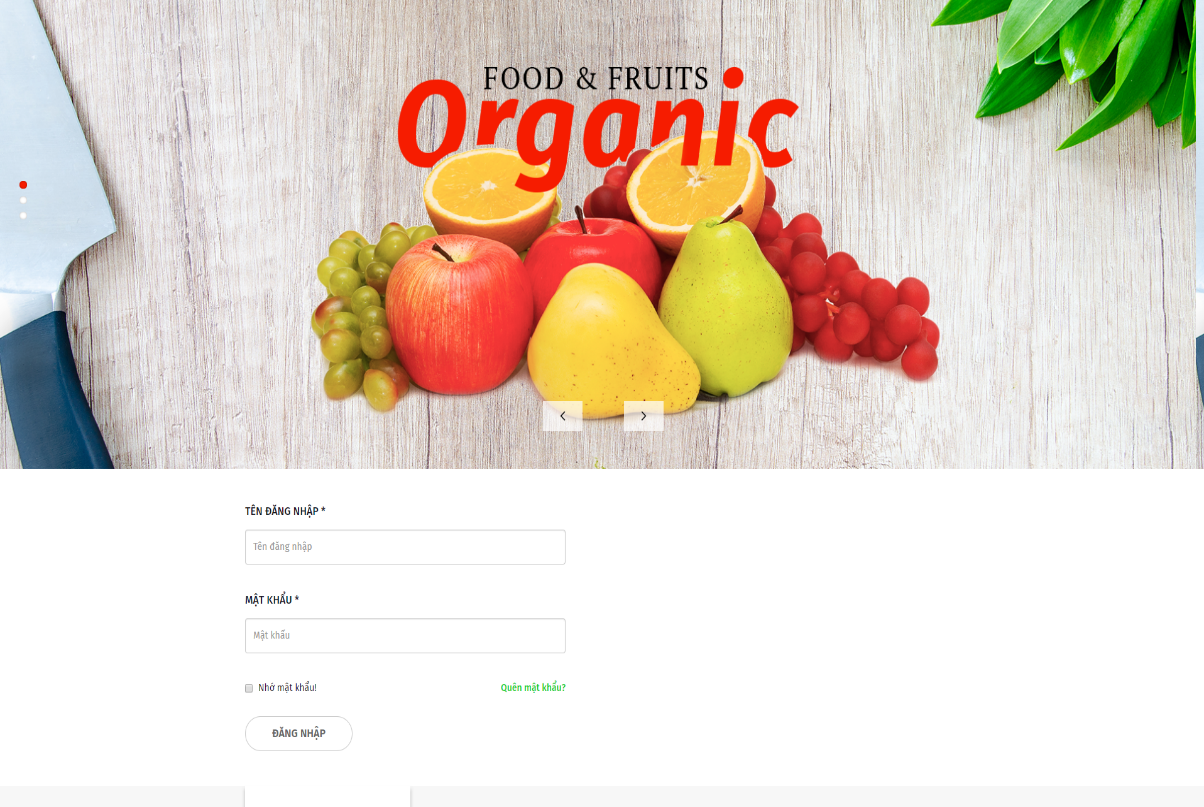 FOOD & FRUITS
Organic
TÊN ĐĂNG NHẬP *
Tên đăng nhập
MẬT KHẨU *
Mật khẩu
Nhớ mật khẩu!
Quên mật khẩu?
ĐĂNG NHẬP